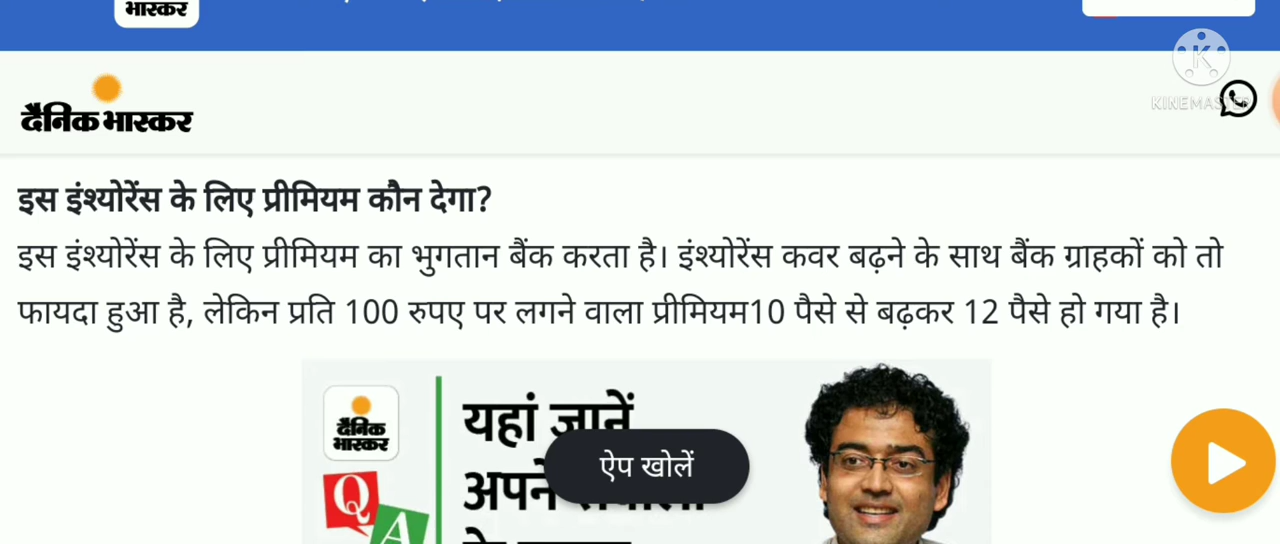 भास्कर
दैनिक भास्कर
KINEMASTER
इस इंश्योरेंस के लिए प्रीमियम कौन देगा?
इस इंश्योरेंस के लिए प्रीमियम का भुगतान बैंक करता है। इंश्योरेंस कवर बढ़ने के साथ बैंक ग्राहकों को तो
फायदा हुआ है, लेकिन प्रति 100 रुपए पर लगने वाला प्रीमियम10 पैसे से बढ़कर 12 पैसे हो गया है।
दैनिक
भास्कर
Q
A
यहां जानें
अपने
ऐप खोलें